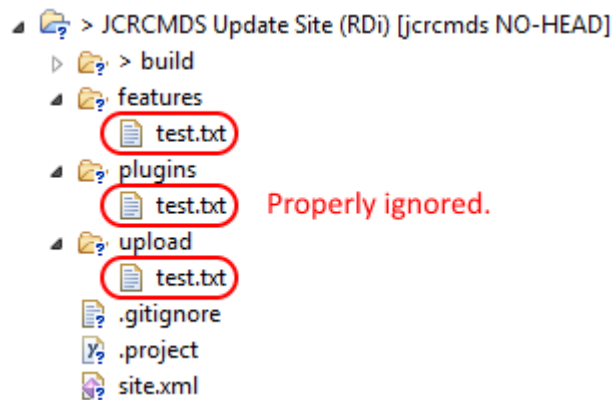 > JCRCMDS Update Site (RDi) [jcrcmds NO-HEAD]
> build
features
test.txt
plugins
test.txt Properly ignored.
upload
test.txt
.gitignore
.project
site.xml